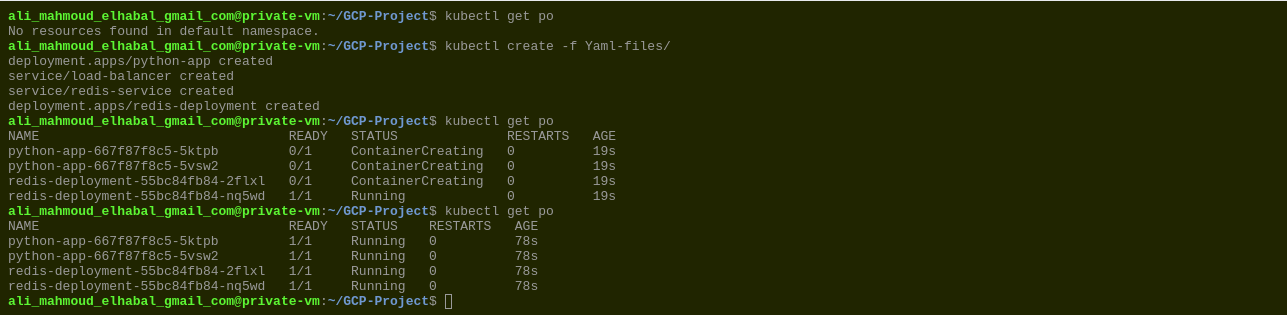 ali_mahmoud_elhabal_gmail_com@private-vm:~/GCP-Project$ kubectl get po
No resources found in default namespace.
ali_mahmoud_elhabal_gmail_com@private-vm:~/GCP-Project$ kubectl create -f Yaml-files/
deployment.apps/python-app created
service/load-balancer created
service/redis-service created
deployment.apps/redis-deployment created
ali_mahmoud_elhabal_gmail_com@private-vm:~/GCP-Project$ kubectl get po
NAME                                READY   STATUS              RESTARTS   AGE
python-app-667f87f8c5-5ktpb         0/1     ContainerCreating   0          19s
python-app-667f87f8c5-5vsw2         0/1     ContainerCreating   0          19s
redis-deployment-55bc84fb84-2flxl   0/1     ContainerCreating   0          19s
redis-deployment-55bc84fb84-nq5wd   1/1     Running             0          19s
ali_mahmoud_elhabal_gmail_com@private-vm:~/GCP-Project$ kubectl get po
NAME                                READY   STATUS    RESTARTS   AGE
python-app-667f87f8c5-5ktpb         1/1     Running   0          78s
python-app-667f87f8c5-5vsw2         1/1     Running   0          78s
redis-deployment-55bc84fb84-2flxl   1/1     Running   0          78s
redis-deployment-55bc84fb84-nq5wd   1/1     Running   0          78s
ali_mahmoud_elhabal_gmail_com@private-vm:~/GCP-Project$